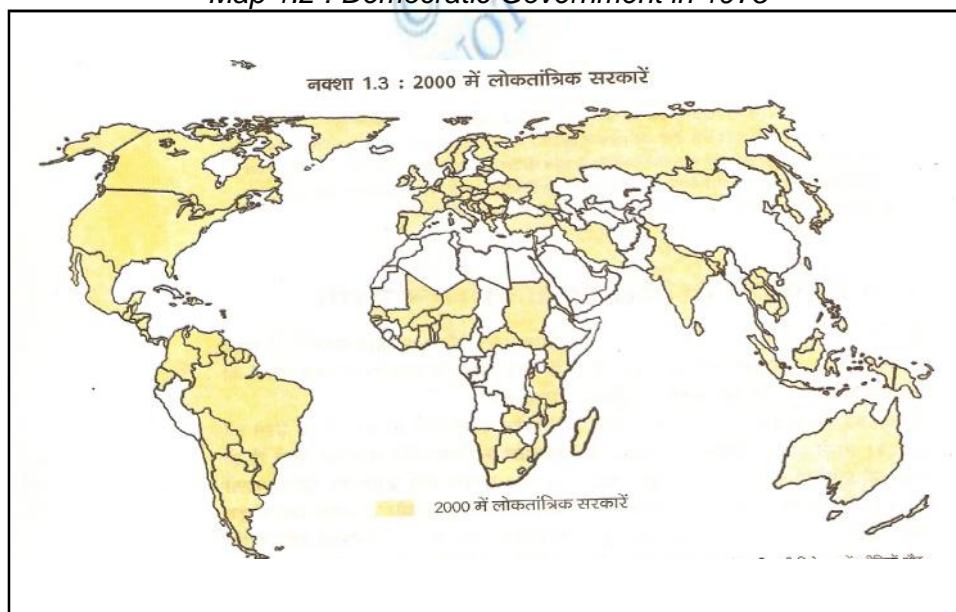 Map 1.2 : Democratic Government in 1975
©
नक्शा 1.3 : 2000 में लोकतांत्रिक सरकारें
2000 में लोकतांत्रिक सरकारें